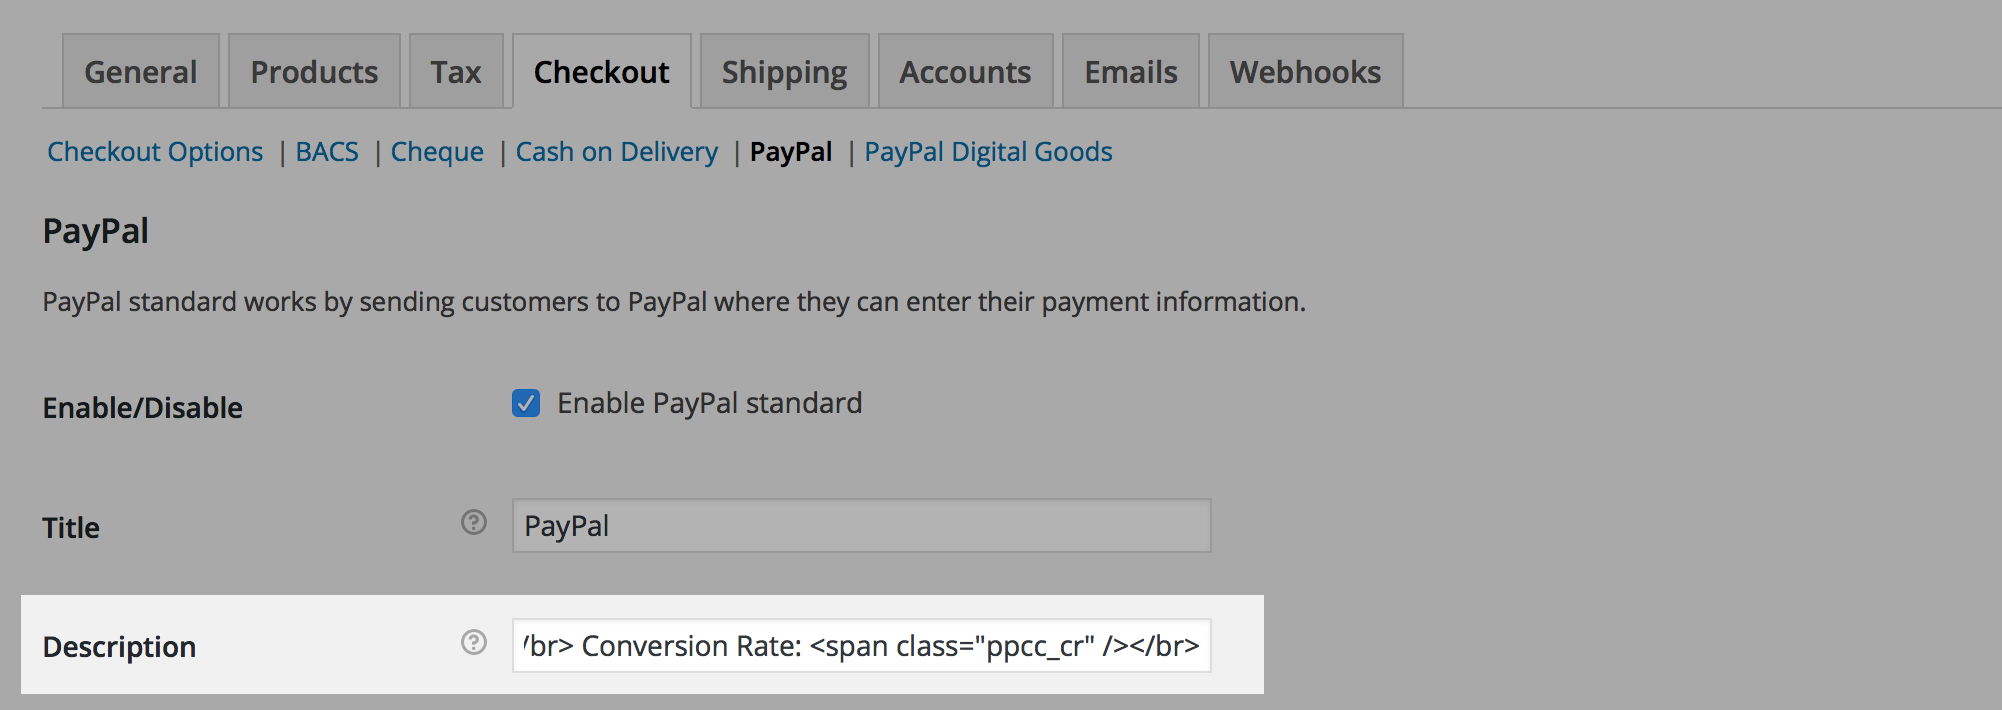 General Products Tax Checkout Shipping Accounts Emails Webhooks
Checkout Options | BACS | Cheque | Cash on Delivery | PayPal | PayPal Digital Goods
PayPal
PayPal standard works by sending customers to PayPal where they can enter their payment information.
Enable/Disable Enable PayPal standard
Title ? PayPal
Description ? /br> Conversion Rate: <span class="ppcc_cr" /></br>